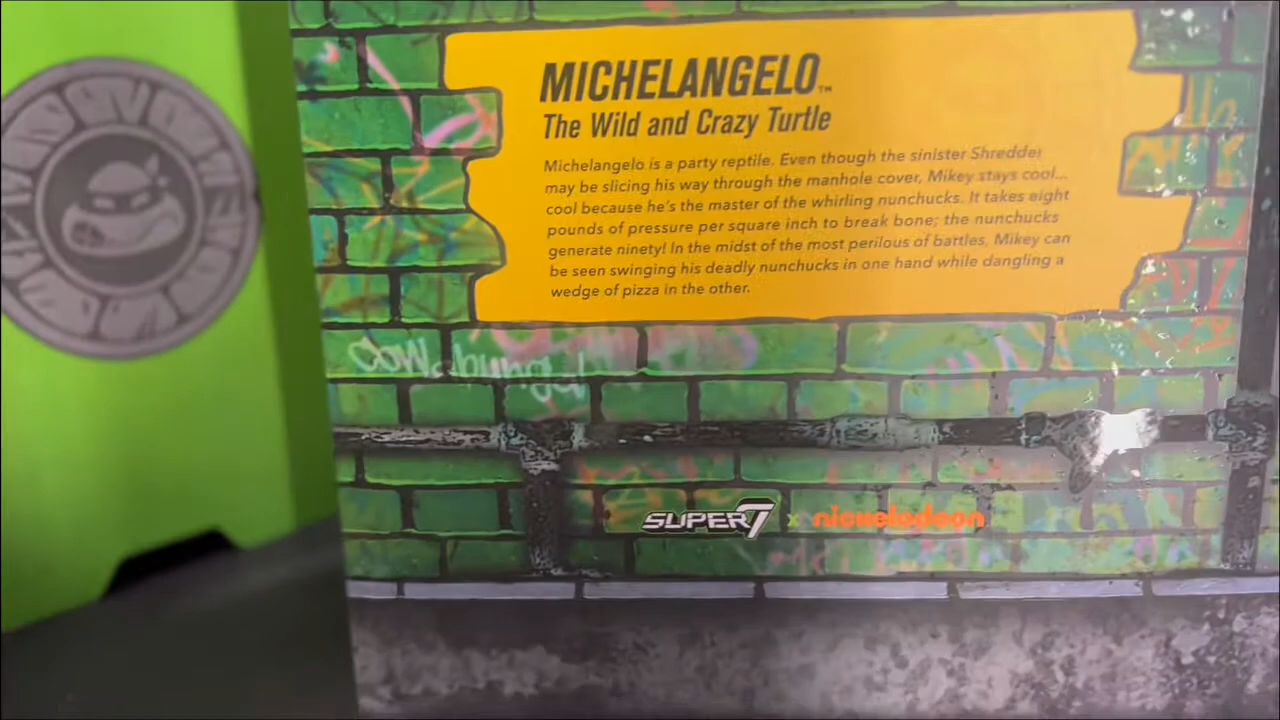 MICHELANGELO™
The Wild and Crazy Turtle
Michelangelo is a party reptile. Even though the sinister Shredder
may be slicing his way through the manhole cover, Mikey stays cool...
cool because he's the master of the whirling nunchucks. It takes eight
pounds of pressure per square inch to break bone; the nunchucks
generate ninety! In the midst of the most perilous of battles, Mikey can
be seen swinging his deadly nunchucks in one hand while dangling a
wedge of pizza in the other.
COWabunga!
SUPER7 x nickelodeon